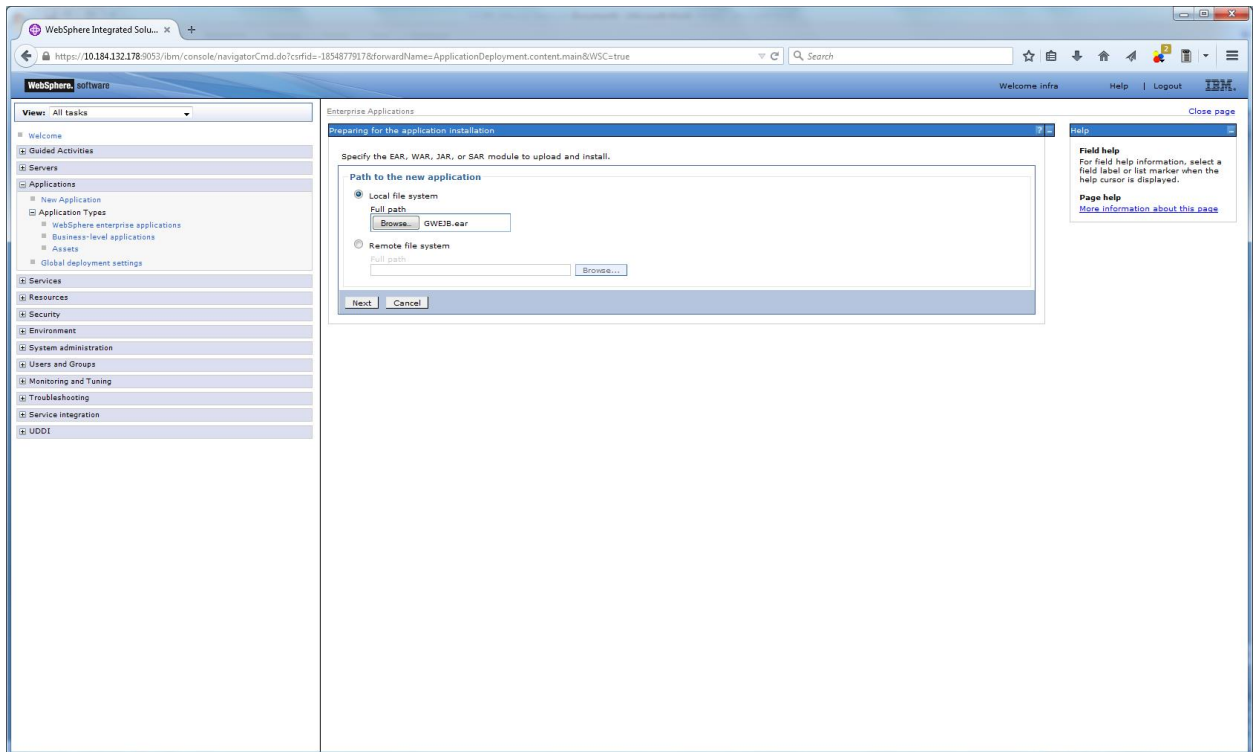 WebSphere Integrated Solu...
https://10.184.132.178:9053/ibm/console/navigatorCmd.do?csrfid=-1854877917&forwardName=ApplicationDeployment.content.main&WSC=true
Search
2
WebSphere. software
Welcome infra
Help | Logout
IBM.
View: All tasks
Welcome
Guided Activities
Servers
Applications
New Application
Application Types
WebSphere enterprise applications
Business-level applications
Assets
Global deployment settings
Services
Resources
Security
Environment
System administration
Users and Groups
Monitoring and Tuning
Troubleshooting
Service integration
UDDI
Enterprise Applications
Close page
Preparing for the application installation
?
Specify the EAR, WAR, JAR, or SAR module to upload and install.
Path to the new application
Local file system
Full path
Browse... GWEJB.ear
Remote file system
Full path
Browse...
Next Cancel
Help
Field help
For field help information, select a
field label or list marker when the
help cursor is displayed.
Page help
More information about this page